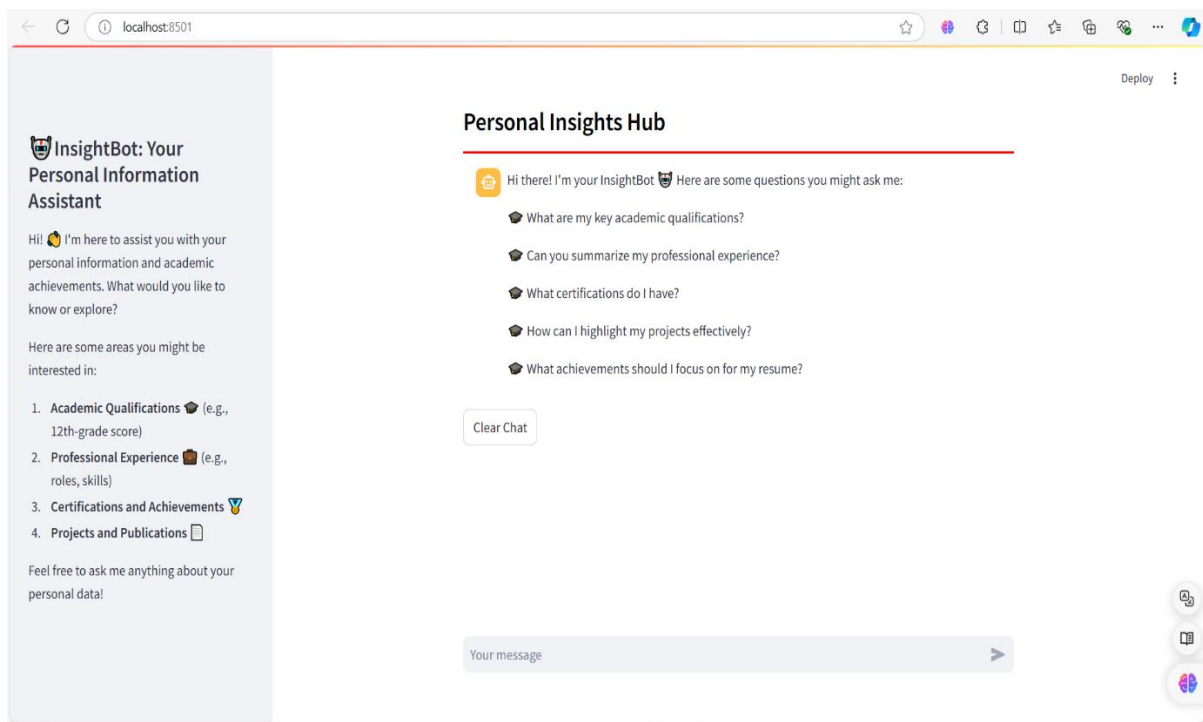 localhost:8501
Deploy
🤖InsightBot: Your
Personal Information
Assistant
Hi! 👋 I'm here to assist you with your
personal information and academic
achievements. What would you like to
know or explore?
Here are some areas you might be
interested in:
1. Academic Qualifications 🎓 (e.g.,
12th-grade score)
2. Professional Experience 💼 (e.g.,
roles, skills)
3. Certifications and Achievements 🏅
4. Projects and Publications 📄
Feel free to ask me anything about your
personal data!
Personal Insights Hub
Hi there! I'm your InsightBot 🤖 Here are some questions you might ask me:
🎓 What are my key academic qualifications?
🎓 Can you summarize my professional experience?
🎓 What certifications do I have?
🎓 How can I highlight my projects effectively?
🎓 What achievements should I focus on for my resume?
Clear Chat
Your message